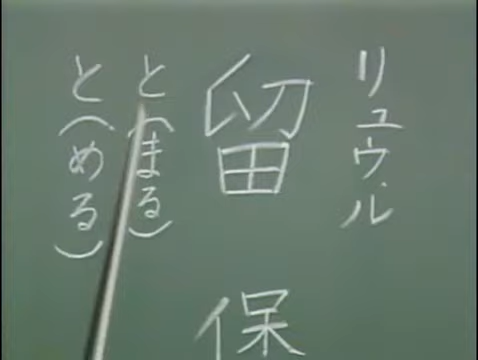 リュウ、ル
留
と(まる)
と(める)
保